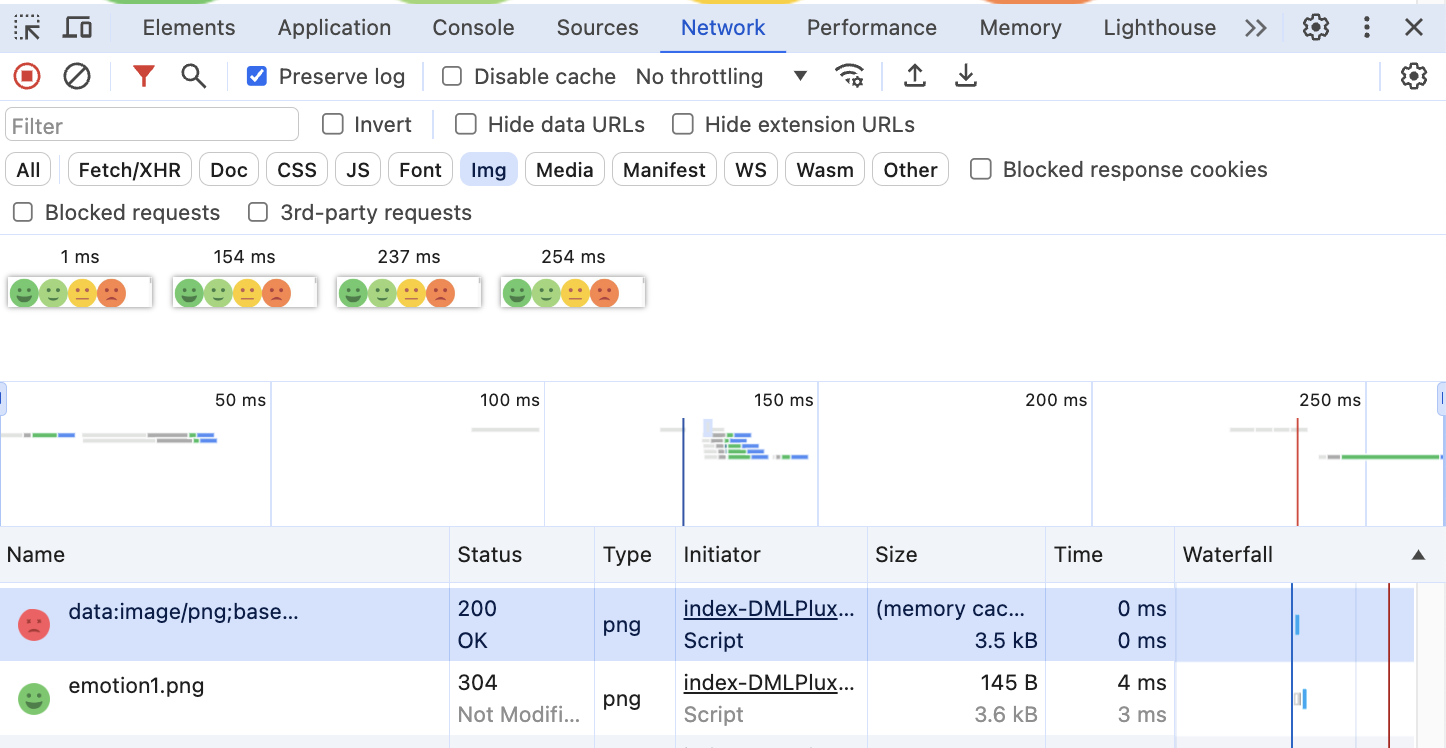 Elements Application Console Sources Network Performance Memory Lighthouse
Preserve log Disable cache No throttling
Filter Invert Hide data URLs Hide extension URLs
All Fetch/XHR Doc CSS JS Font Img Media Manifest WS Wasm Other Blocked response cookies
Blocked requests 3rd-party requests
1 ms 154 ms 237 ms 254 ms
50 ms 100 ms 150 ms 200 ms 250 ms
Name Status Type Initiator Size Time Waterfall
data:image/png;base… 200 OK png index-DMLPlux… Script (memory cac… 3.5 kB 0 ms 0 ms
emotion1.png 304 Not Modifi… png index-DMLPlux… Script 145 B 3.6 kB 4 ms 3 ms